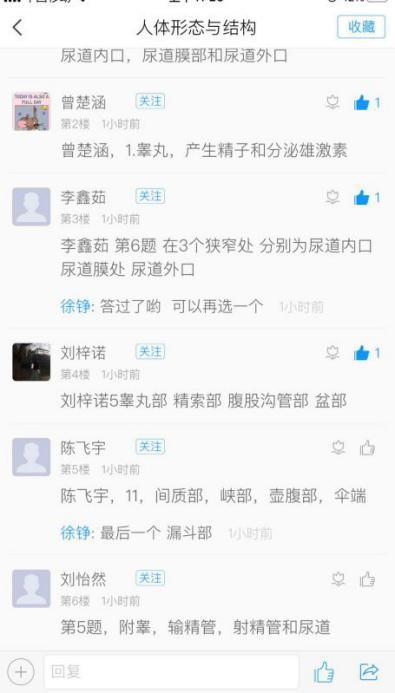 人体形态与结构
收藏
尿道内口，尿道膜部和尿道外口
TODAY IS ALSO A
FULL DAY
曾楚涵 关注 1
第2楼 1小时前
曾楚涵，1.睾丸，产生精子和分泌雄激素
李鑫茹 关注 1
第3楼 1小时前
李鑫茹 第6题 在3个狭窄处 分别为尿道内口
尿道膜处 尿道外口
徐铮: 答过了哟 可以再选一个 1小时前
刘梓诺 关注 1
第4楼 1小时前
刘梓诺5睾丸部 精索部 腹股沟管部 盆部
陈飞宇 关注
第5楼 1小时前
陈飞宇，11，间质部，峡部，壶腹部，伞端
徐铮: 最后一个 漏斗部 1小时前
刘怡然 关注
第6楼 1小时前
第5题，附睾，输精管，射精管和尿道
回复